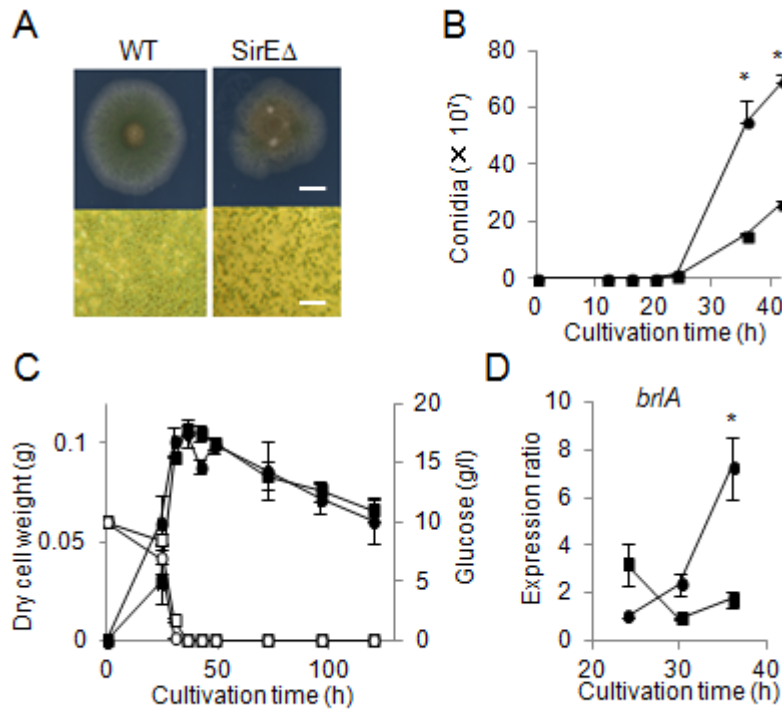 A
WT
SirEΔ
B
Conidia (× 10⁷)
80
60
40
20
0
*
*
0
10
20
30
40
Cultivation time (h)
C
Dry cell weight (g)
0.1
0.05
0
20
15
10
5
0
Glucose (g/l)
0
50
100
Cultivation time (h)
D
brlA
Expression ratio
10
8
6
4
2
0
*
20
30
40
Cultivation time (h)